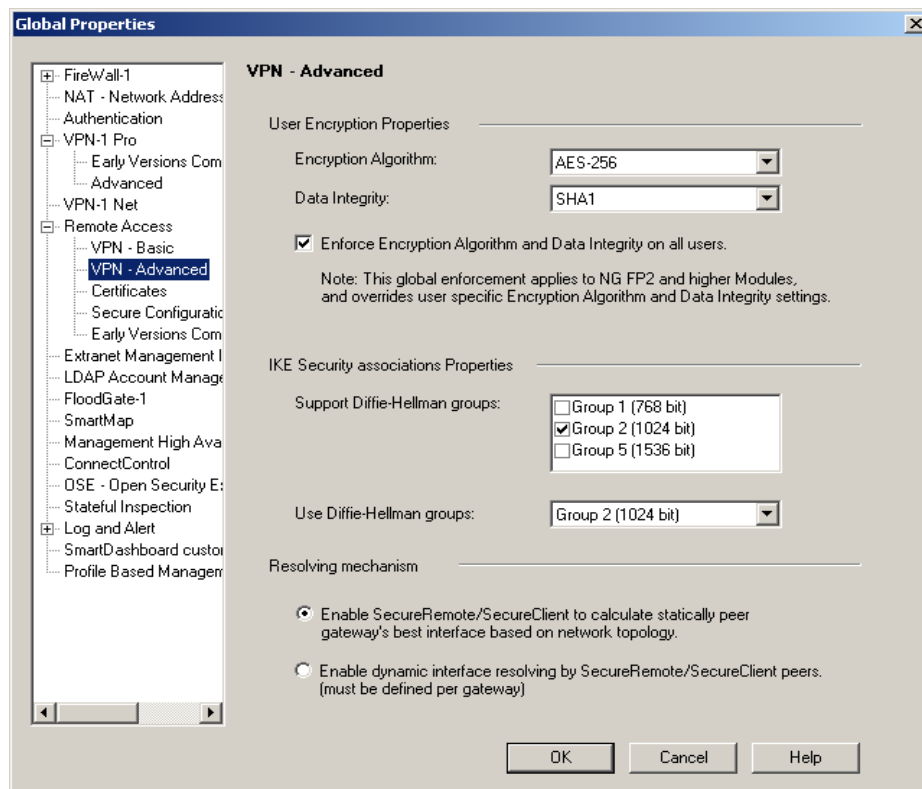 Global Properties
FireWall-1
NAT - Network Address
Authentication
VPN-1 Pro
Early Versions Com
Advanced
VPN-1 Net
Remote Access
VPN - Basic
VPN - Advanced
Certificates
Secure Configuratio
Early Versions Com
Extranet Management I
LDAP Account Manage
FloodGate-1
SmartMap
Management High Ava
ConnectControl
OSE - Open Security Ex
Stateful Inspection
Log and Alert
SmartDashboard custor
Profile Based Managem
VPN - Advanced
User Encryption Properties
Encryption Algorithm: AES-256
Data Integrity: SHA1
Enforce Encryption Algorithm and Data Integrity on all users.
Note: This global enforcement applies to NG FP2 and higher Modules,
and overrides user specific Encryption Algorithm and Data Integrity settings.
IKE Security associations Properties
Support Diffie-Hellman groups: Group 1 (768 bit)
Group 2 (1024 bit)
Group 5 (1536 bit)
Use Diffie-Hellman groups: Group 2 (1024 bit)
Resolving mechanism
Enable SecureRemote/SecureClient to calculate statically peer
gateway's best interface based on network topology.
Enable dynamic interface resolving by SecureRemote/SecureClient peers.
(must be defined per gateway)
OK Cancel Help